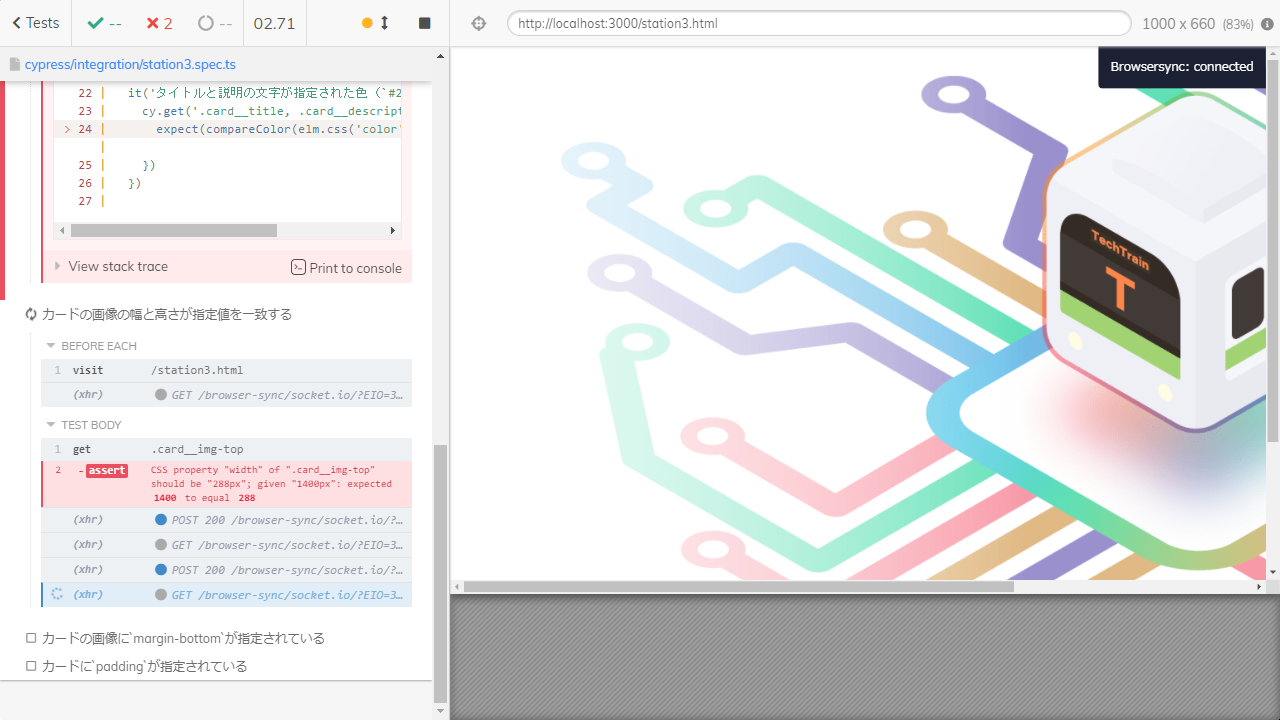 Tests
--
2
--
02.71
http://localhost:3000/station3.html
1000 x 660 (83%)
cypress/integration/station3.spec.ts
22 | it('タイトルと説明の文字が指定された色（`#2
23 | cy.get('.card__title, .card__descript
> 24 | expect(compareColor(elm.css('color'
|
25 | })
26 | })
27 |
View stack trace
Print to console
カードの画像の幅と高さが指定値を一致する
BEFORE EACH
1 visit /station3.html
(xhr) GET /browser-sync/socket.io/?EIO=3…
TEST BODY
1 get .card__img-top
2 -assert CSS property "width" of ".card__img-top"
should be "288px"; given "1400px": expected
1400 to equal 288
(xhr) POST 200 /browser-sync/socket.io/?…
(xhr) GET /browser-sync/socket.io/?EIO=3…
(xhr) POST 200 /browser-sync/socket.io/?…
(xhr) GET /browser-sync/socket.io/?EIO=3…
カードの画像に`margin-bottom`が指定されている
カードに`padding`が指定されている
Browsersync: connected
TechTrain
T